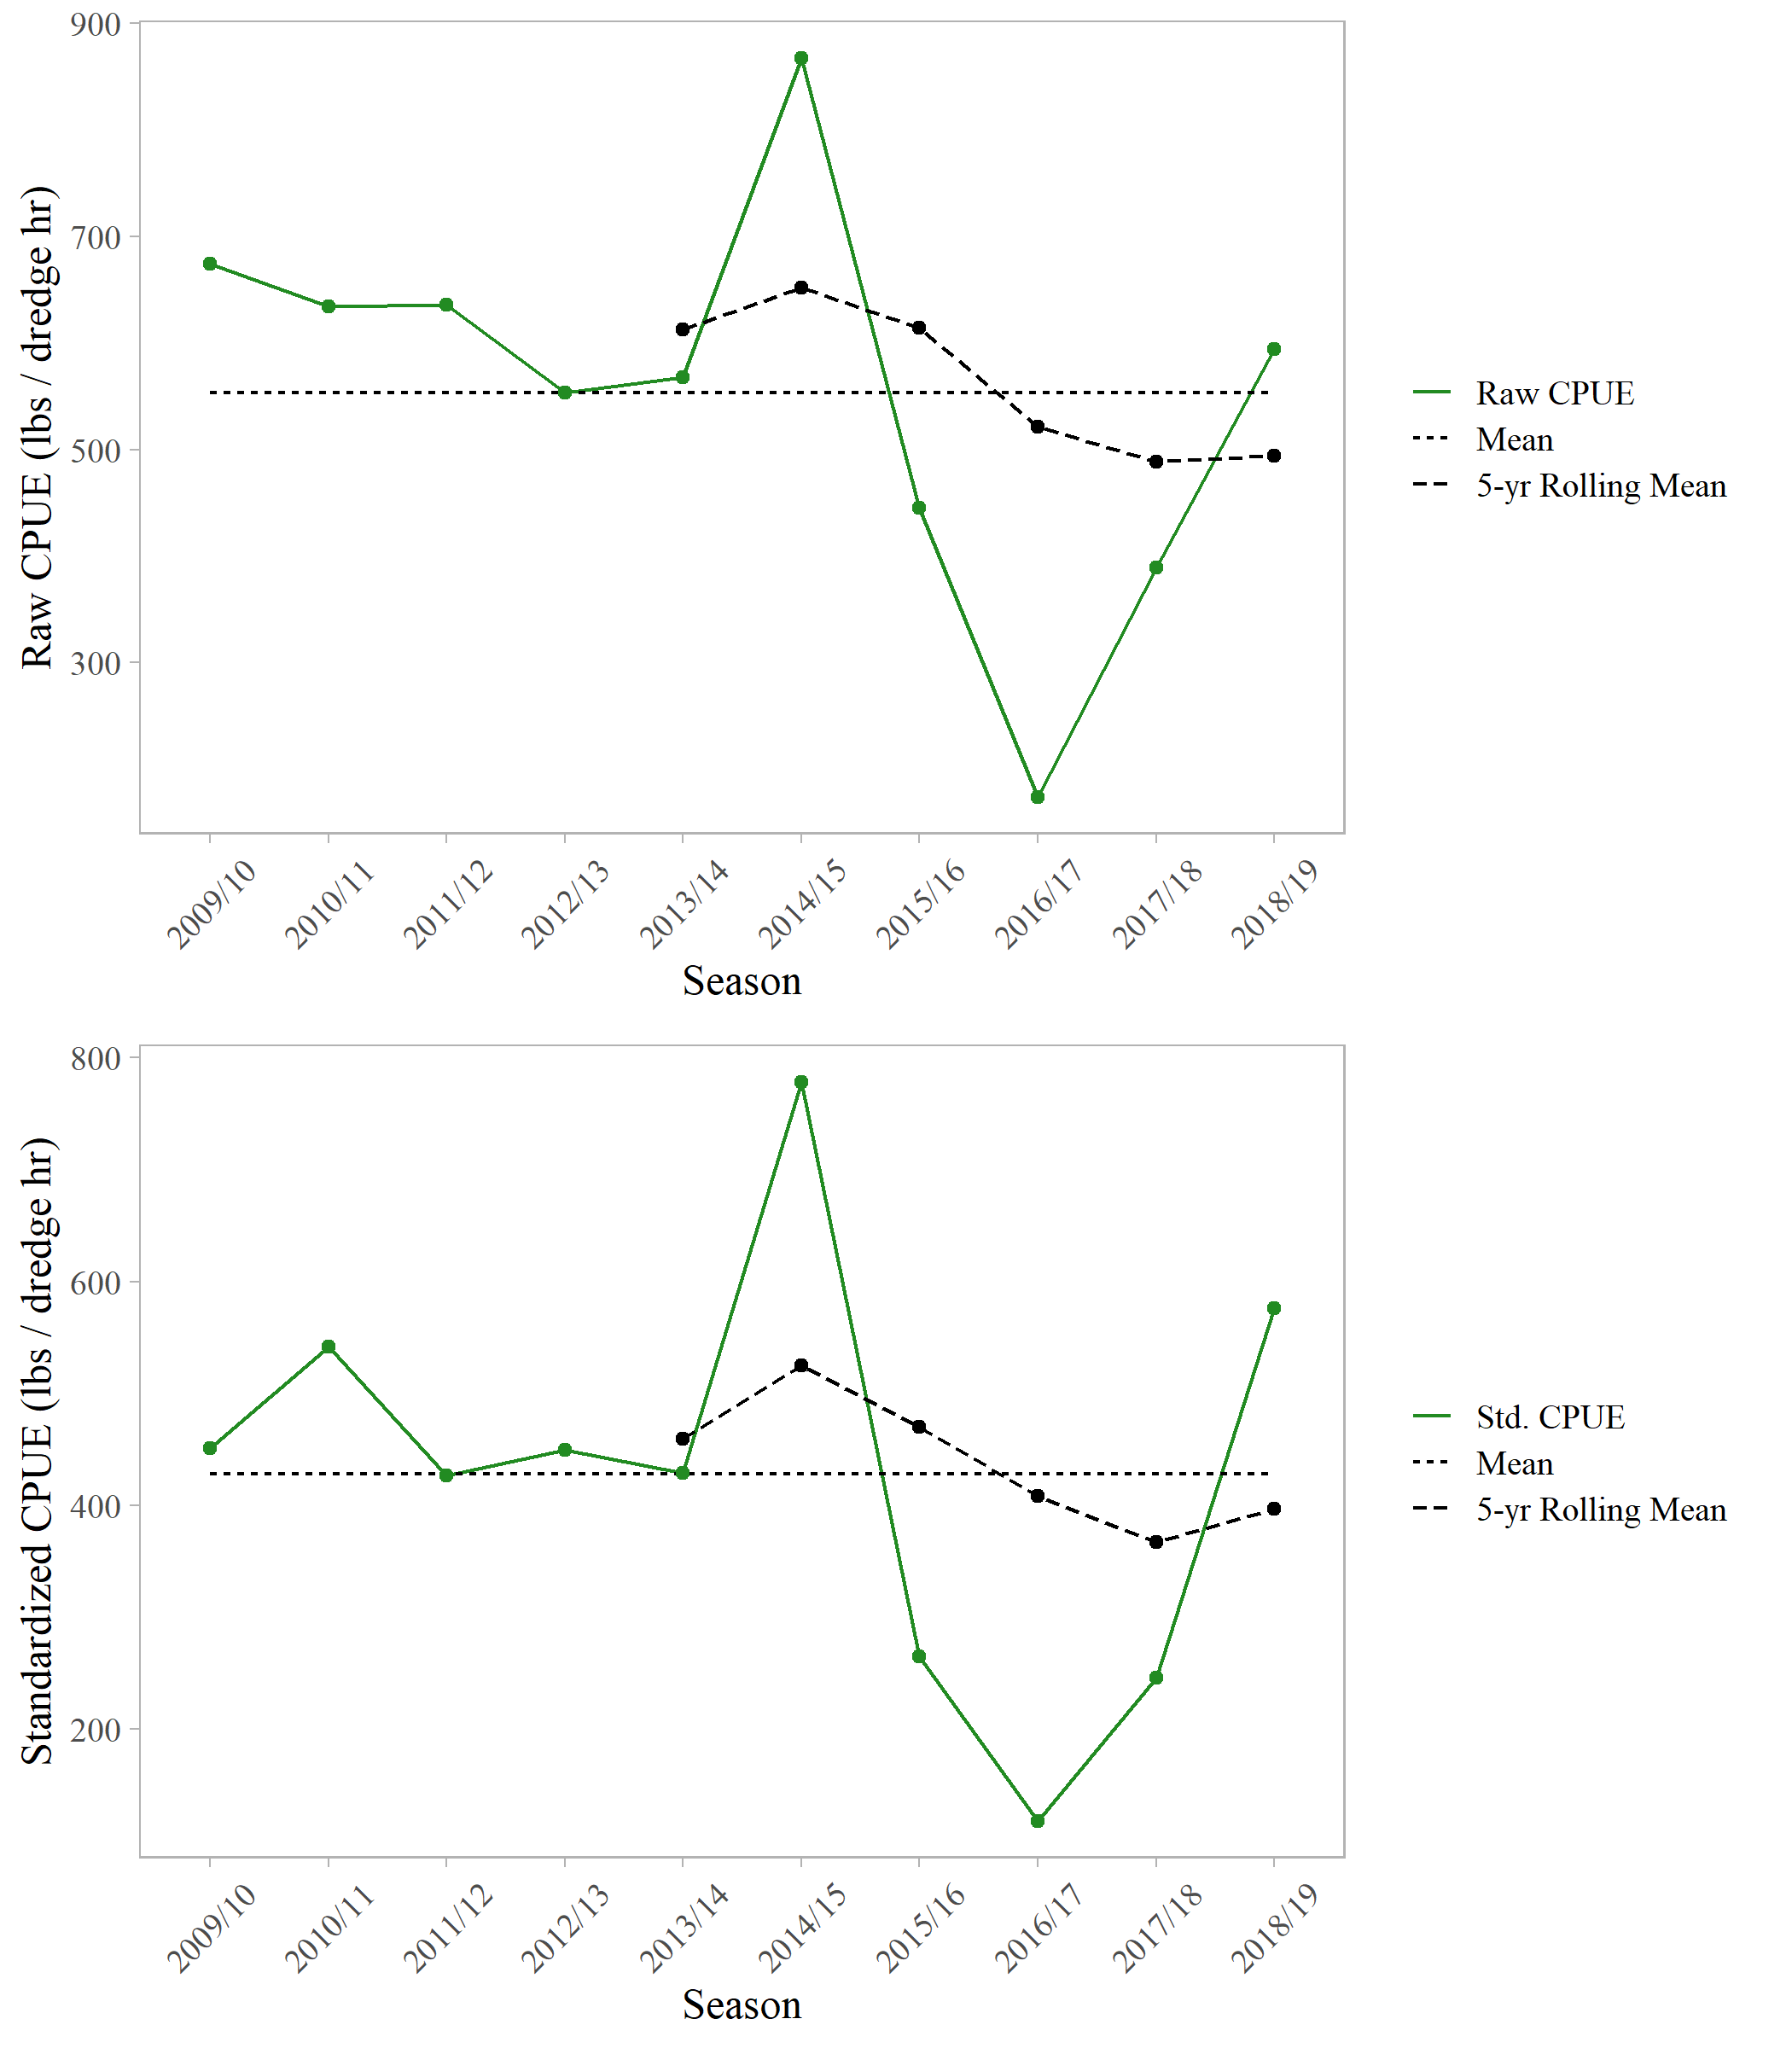 Raw CPUE (lbs / dredge hr)
900
700
500
300
2009/10
2010/11
2011/12
2012/13
2013/14
2014/15
2015/16
2016/17
2017/18
2018/19
Season
Raw CPUE
Mean
5-yr Rolling Mean
Standardized CPUE (lbs / dredge hr)
800
600
400
200
2009/10
2010/11
2011/12
2012/13
2013/14
2014/15
2015/16
2016/17
2017/18
2018/19
Season
Std. CPUE
Mean
5-yr Rolling Mean